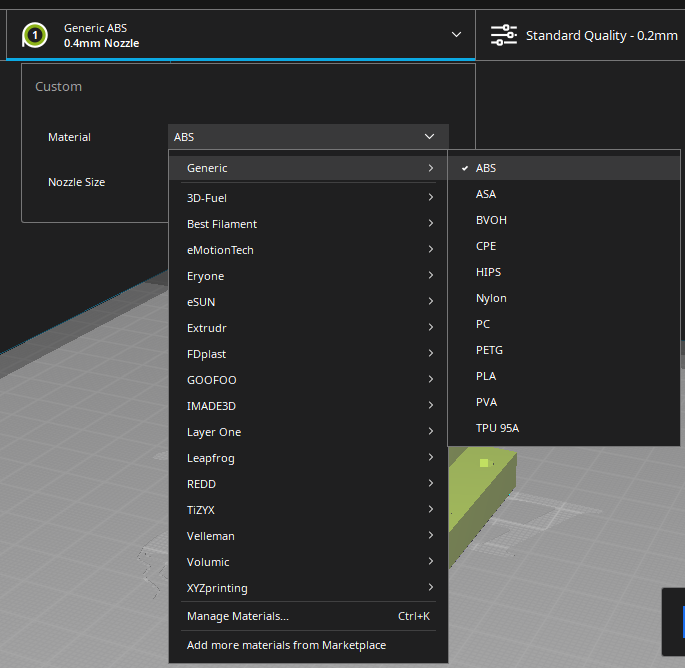 1
Generic ABS
0.4mm Nozzle
Standard Quality - 0.2mm
Custom
Material
ABS
Nozzle Size
Generic
3D-Fuel
Best Filament
eMotionTech
Eryone
eSUN
Extrudr
FDplast
GOOFOO
IMADE3D
Layer One
Leapfrog
REDD
TiZYX
Velleman
Volumic
XYZprinting
Manage Materials... Ctrl+K
Add more materials from Marketplace
ABS
ASA
BVOH
CPE
HIPS
Nylon
PC
PETG
PLA
PVA
TPU 95A